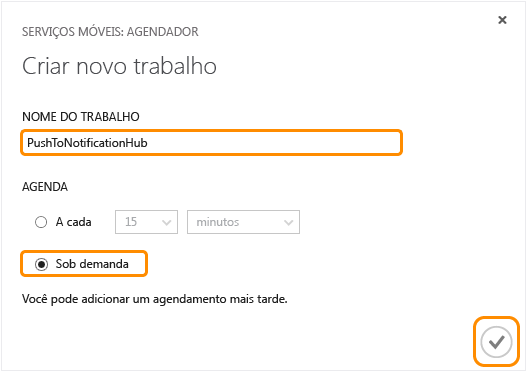 SERVIÇOS MÓVEIS: AGENDADOR
Criar novo trabalho
NOME DO TRABALHO
PushToNotificationHub
AGENDA
A cada 15 minutos
Sob demanda
Você pode adicionar um agendamento mais tarde.